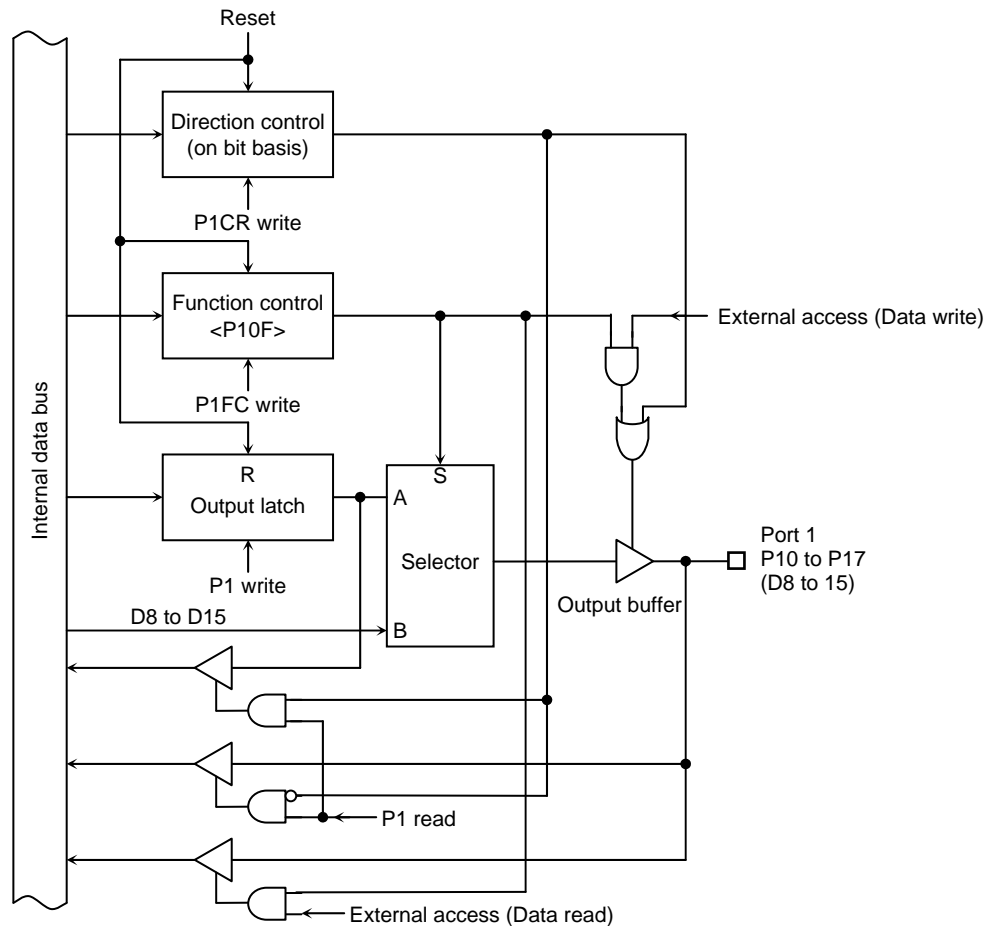 Reset
Direction control
(on bit basis)
P1CR write
Function control
<P10F>
External access (Data write)
P1FC write
Internal data bus
R
Output latch
S
A
Selector
Port 1
P10 to P17
(D8 to 15)
P1 write
Output buffer
D8 to D15
B
P1 read
External access (Data read)